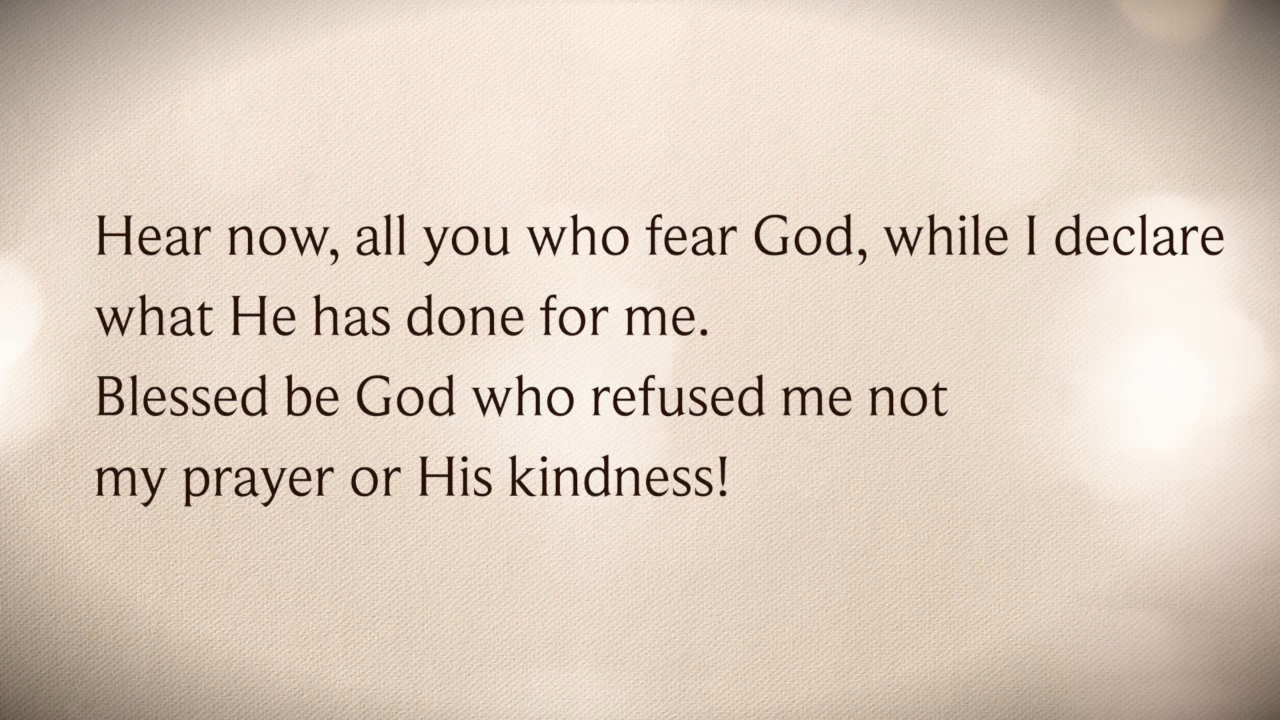 Hear now, all you who fear God, while I declare
what He has done for me.
Blessed be God who refused me not
my prayer or His kindness!